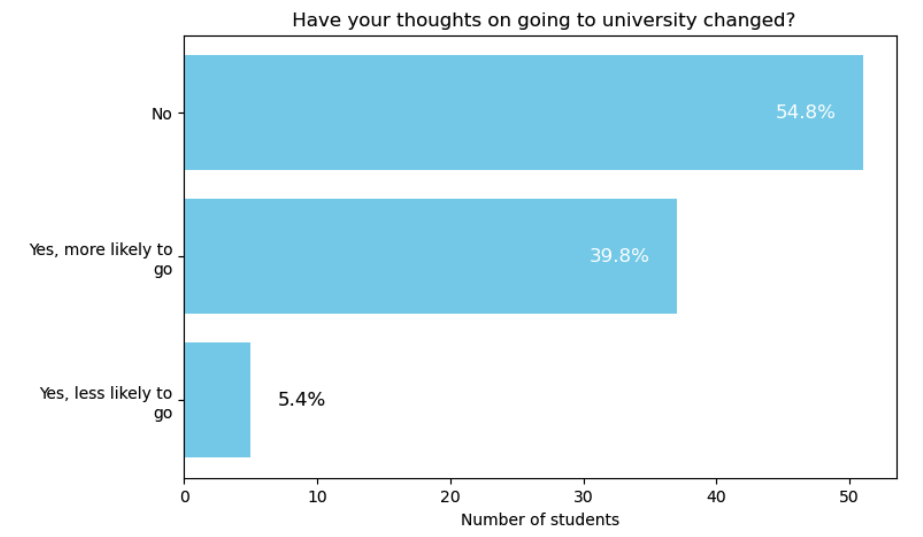 Have your thoughts on going to university changed?
No
54.8%
Yes, more likely to
go
39.8%
Yes, less likely to
go
5.4%
0 10 20 30 40 50
Number of students